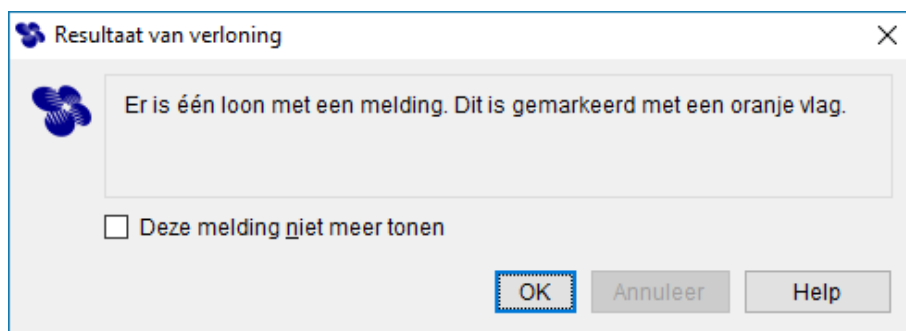 Resultaat van verloning
Er is één loon met een melding. Dit is gemarkeerd met een oranje vlag.
Deze melding niet meer tonen
OK
Annuleer
Help